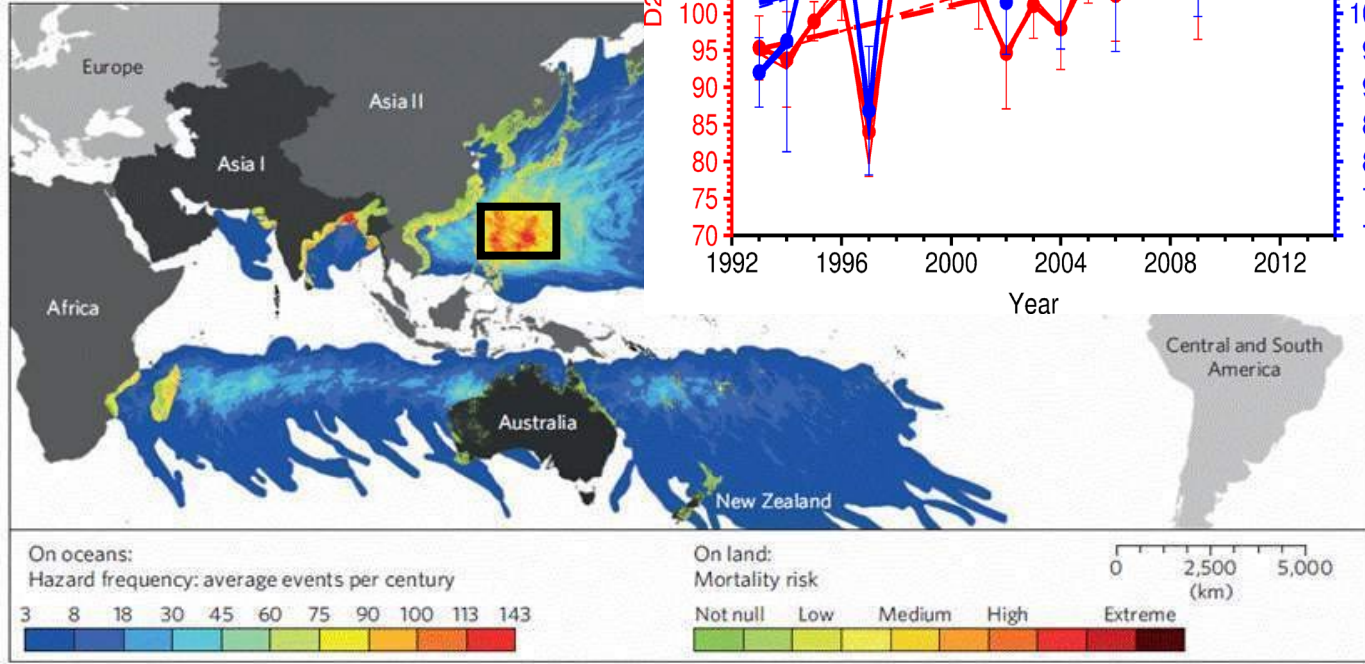 Europe
Asia II
Asia I
Africa
Australia
New Zealand
Central and South
America
100
95
90
85
80
75
70
1992 1996 2000 2004 2008 2012
Year
On oceans:
Hazard frequency: average events per century
3 8 18 30 45 60 75 90 100 113 143
On land:
Mortality risk
Not null Low Medium High Extreme
0 2,500 5,000
(km)